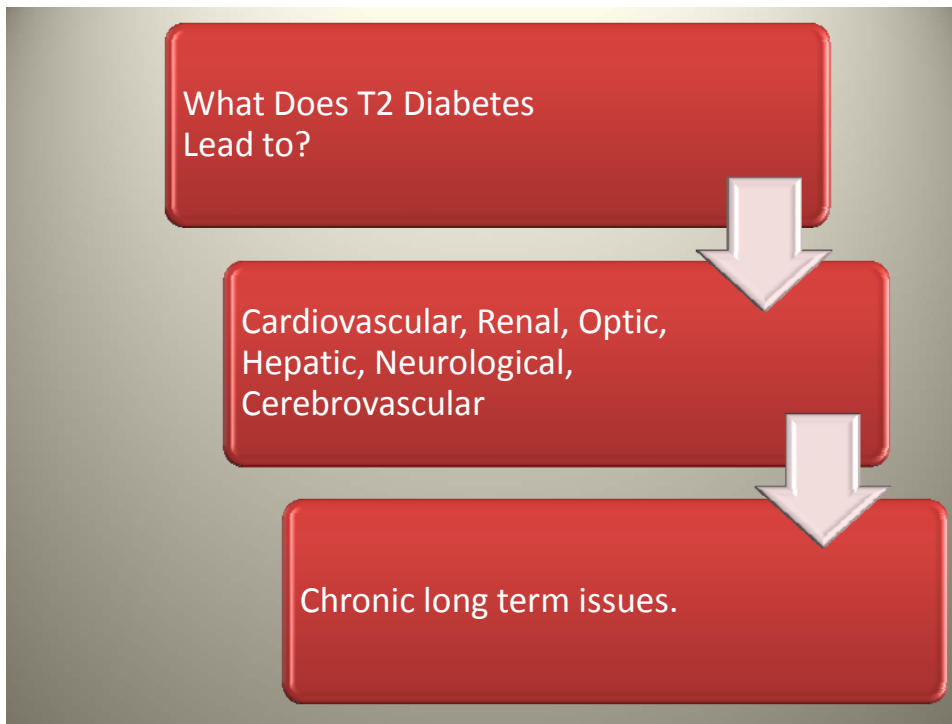 What Does T2 Diabetes
Lead to?
Cardiovascular, Renal, Optic,
Hepatic, Neurological,
Cerebrovascular
Chronic long term issues.